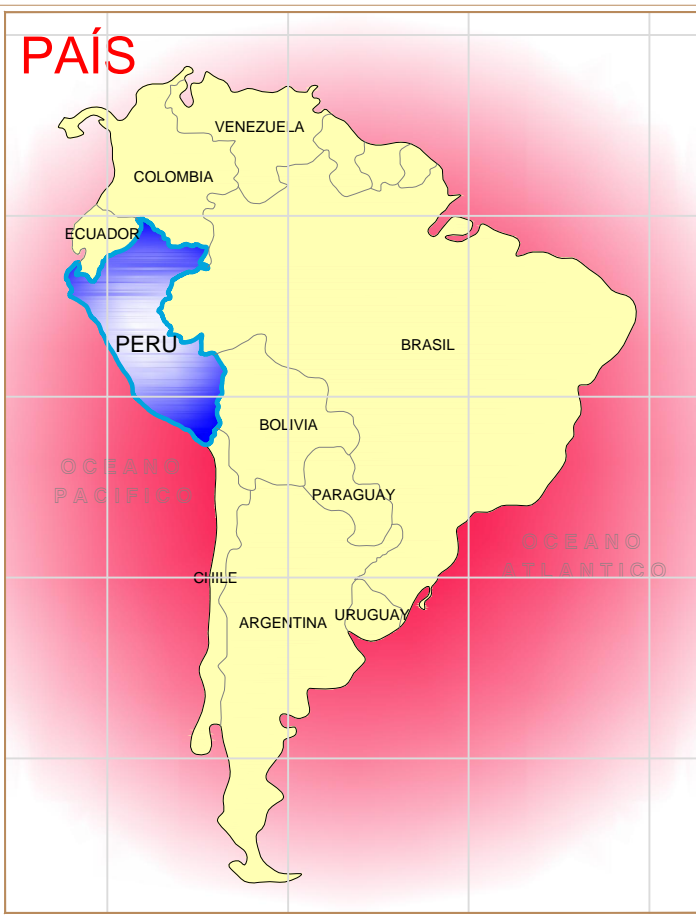 PAÍS
VENEZUELA
COLOMBIA
ECUADOR
PERU
BRASIL
BOLIVIA
OCEANO
PACIFICO
PARAGUAY
OCEANO
ATLANTICO
CHILE
ARGENTINA
URUGUAY